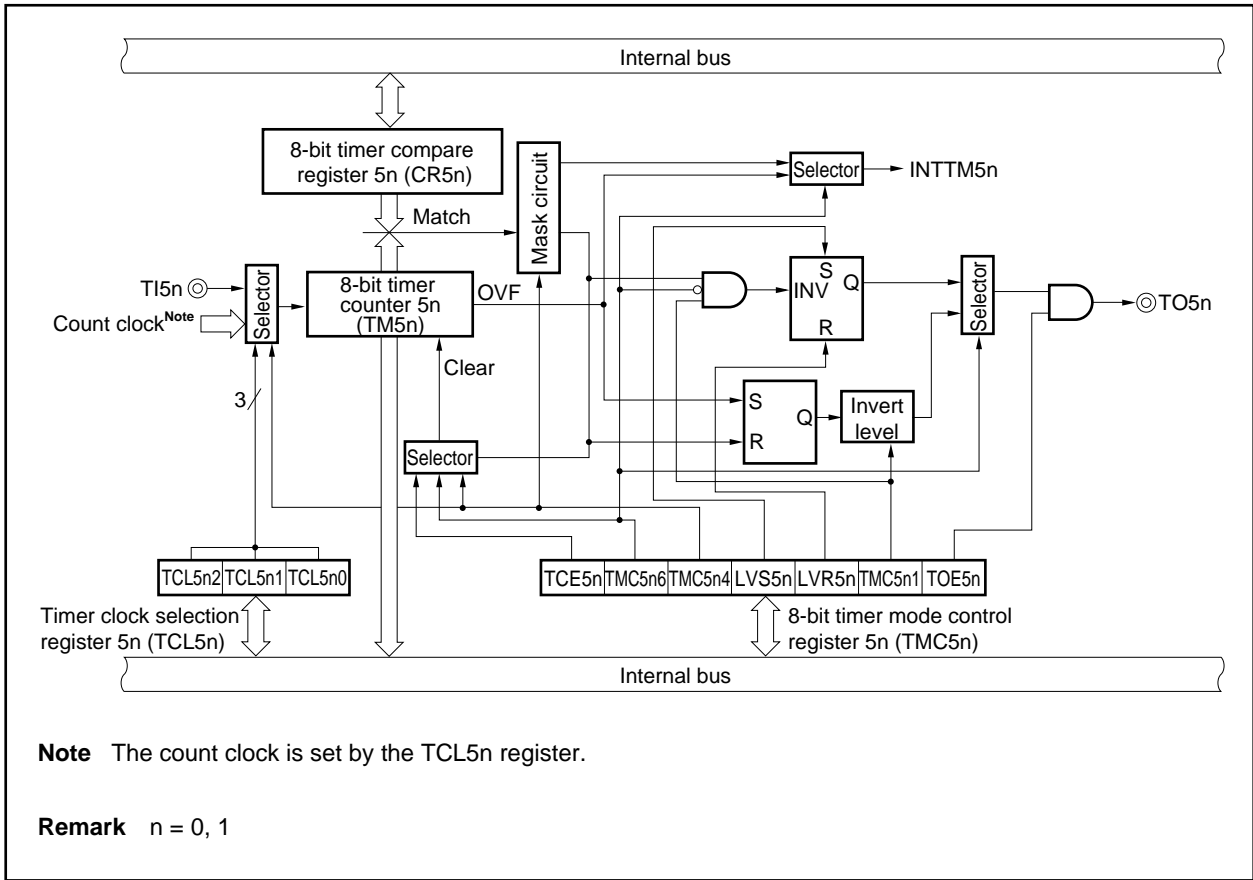 Internal bus
8-bit timer compare
register 5n (CR5n)
Match
Mask circuit
Selector
INTTM5n
TI5n
Count clockNote
Selector
8-bit timer
counter 5n
(TM5n)
OVF
Clear
S
INV
Q
R
Selector
TO5n
3
S
Q
R
Invert
level
Selector
TCL5n2 TCL5n1 TCL5n0
TCE5n TMC5n6 TMC5n4 LVS5n LVR5n TMC5n1 TOE5n
Timer clock selection
register 5n (TCL5n)
8-bit timer mode control
register 5n (TMC5n)
Internal bus
Note The count clock is set by the TCL5n register.
Remark n = 0, 1